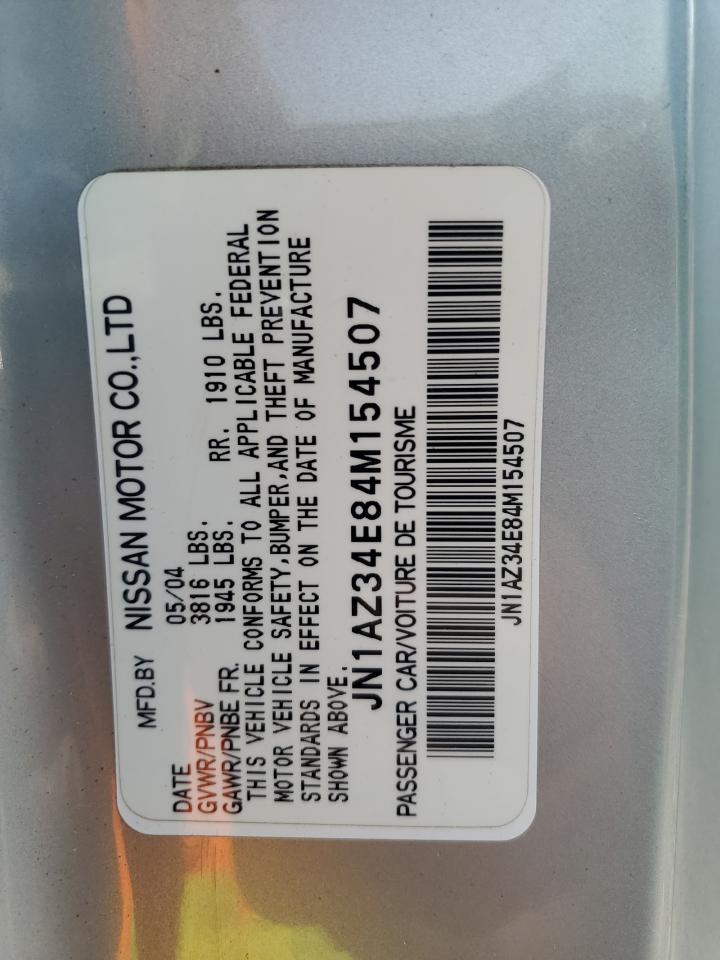 MFD.BY NISSAN MOTOR CO.,LTD
DATE 05/04
GVWR/PNBV 3816 LBS.
GAWR/PNBE FR. 1945 LBS. RR. 1910 LBS.
THIS VEHICLE CONFORMS TO ALL APPLICABLE FEDERAL
MOTOR VEHICLE SAFETY,BUMPER,AND THEFT PREVENTION
STANDARDS IN EFFECT ON THE DATE OF MANUFACTURE
SHOWN ABOVE.
JN1AZ34E84M154507
PASSENGER CAR/VOITURE DE TOURISME
JN1AZ34E84M154507